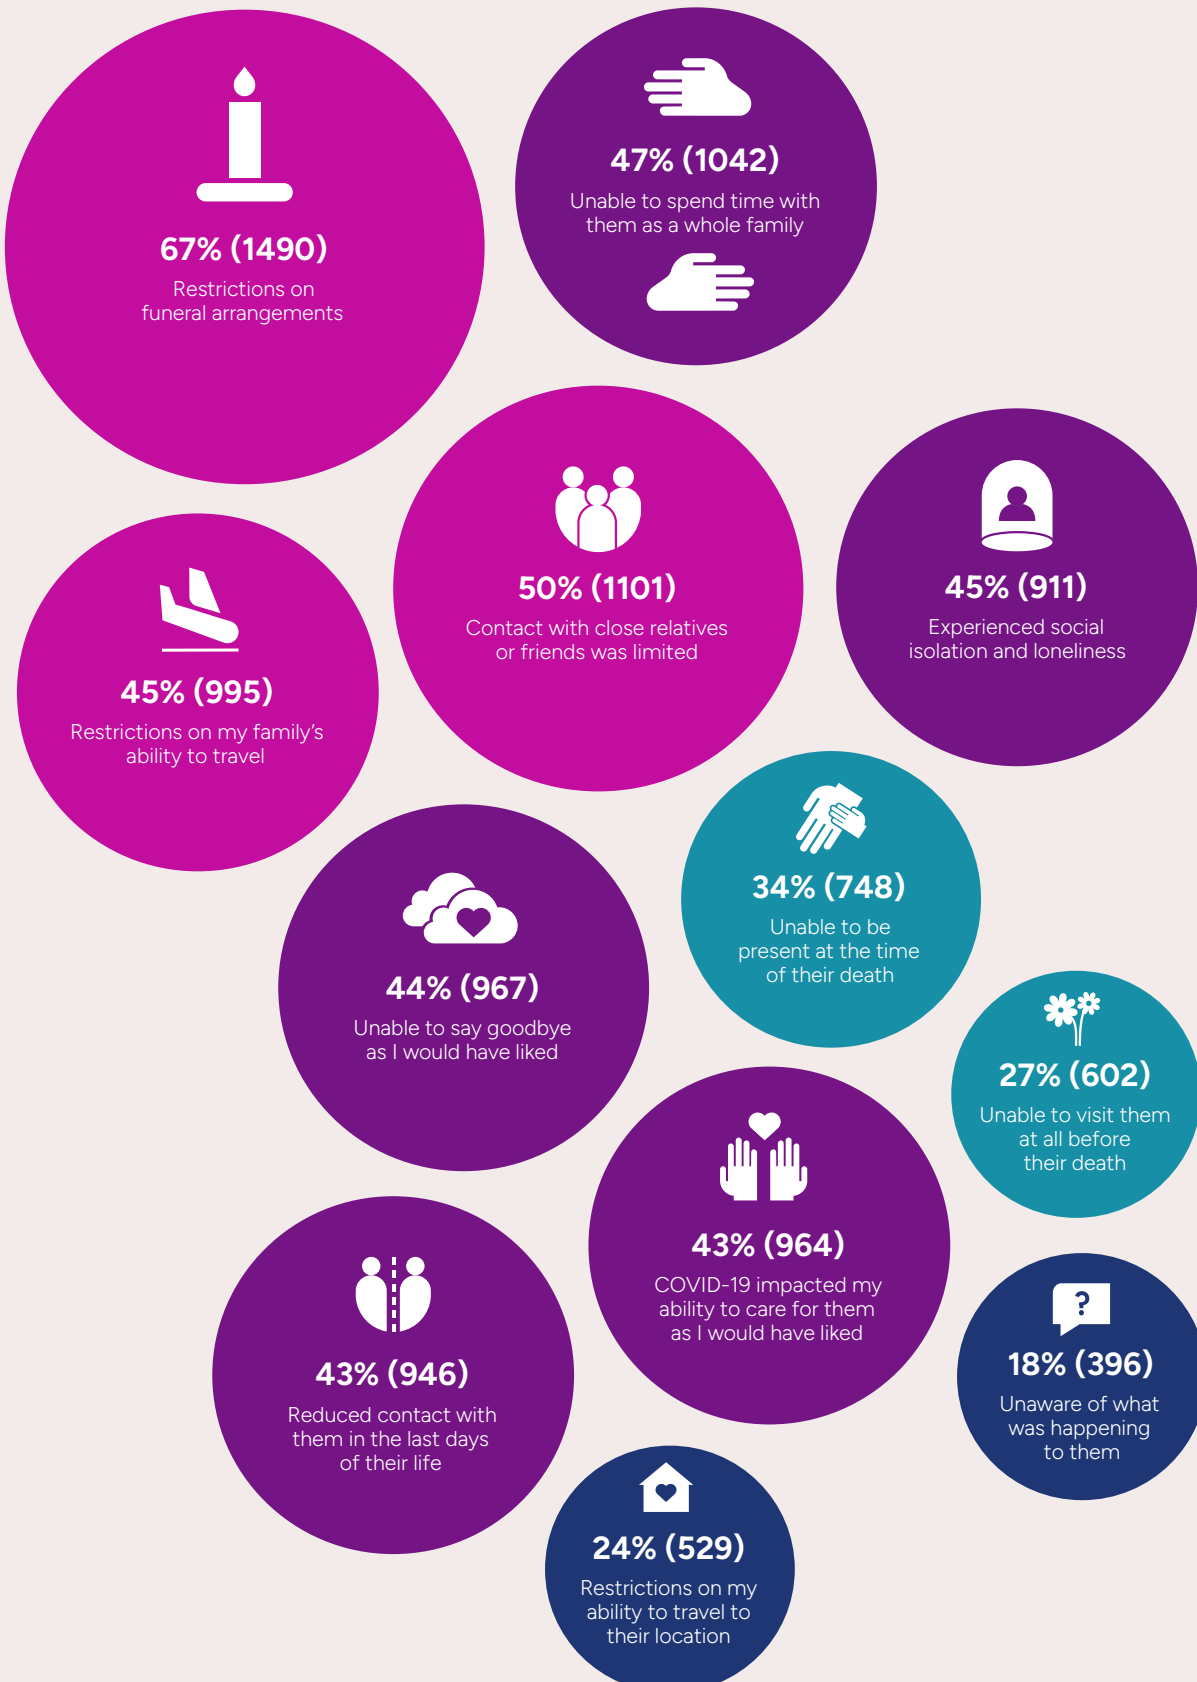 67% (1490)
Restrictions on
funeral arrangements
47% (1042)
Unable to spend time with
them as a whole family
50% (1101)
Contact with close relatives
or friends was limited
45% (911)
Experienced social
isolation and loneliness
45% (995)
Restrictions on my family’s
ability to travel
34% (748)
Unable to be
present at the time
of their death
44% (967)
Unable to say goodbye
as I would have liked
27% (602)
Unable to visit them
at all before
their death
43% (964)
COVID-19 impacted my
ability to care for them
as I would have liked
43% (946)
Reduced contact with
them in the last days
of their life
?
18% (396)
Unaware of what
was happening
to them
24% (529)
Restrictions on my
ability to travel to
their location